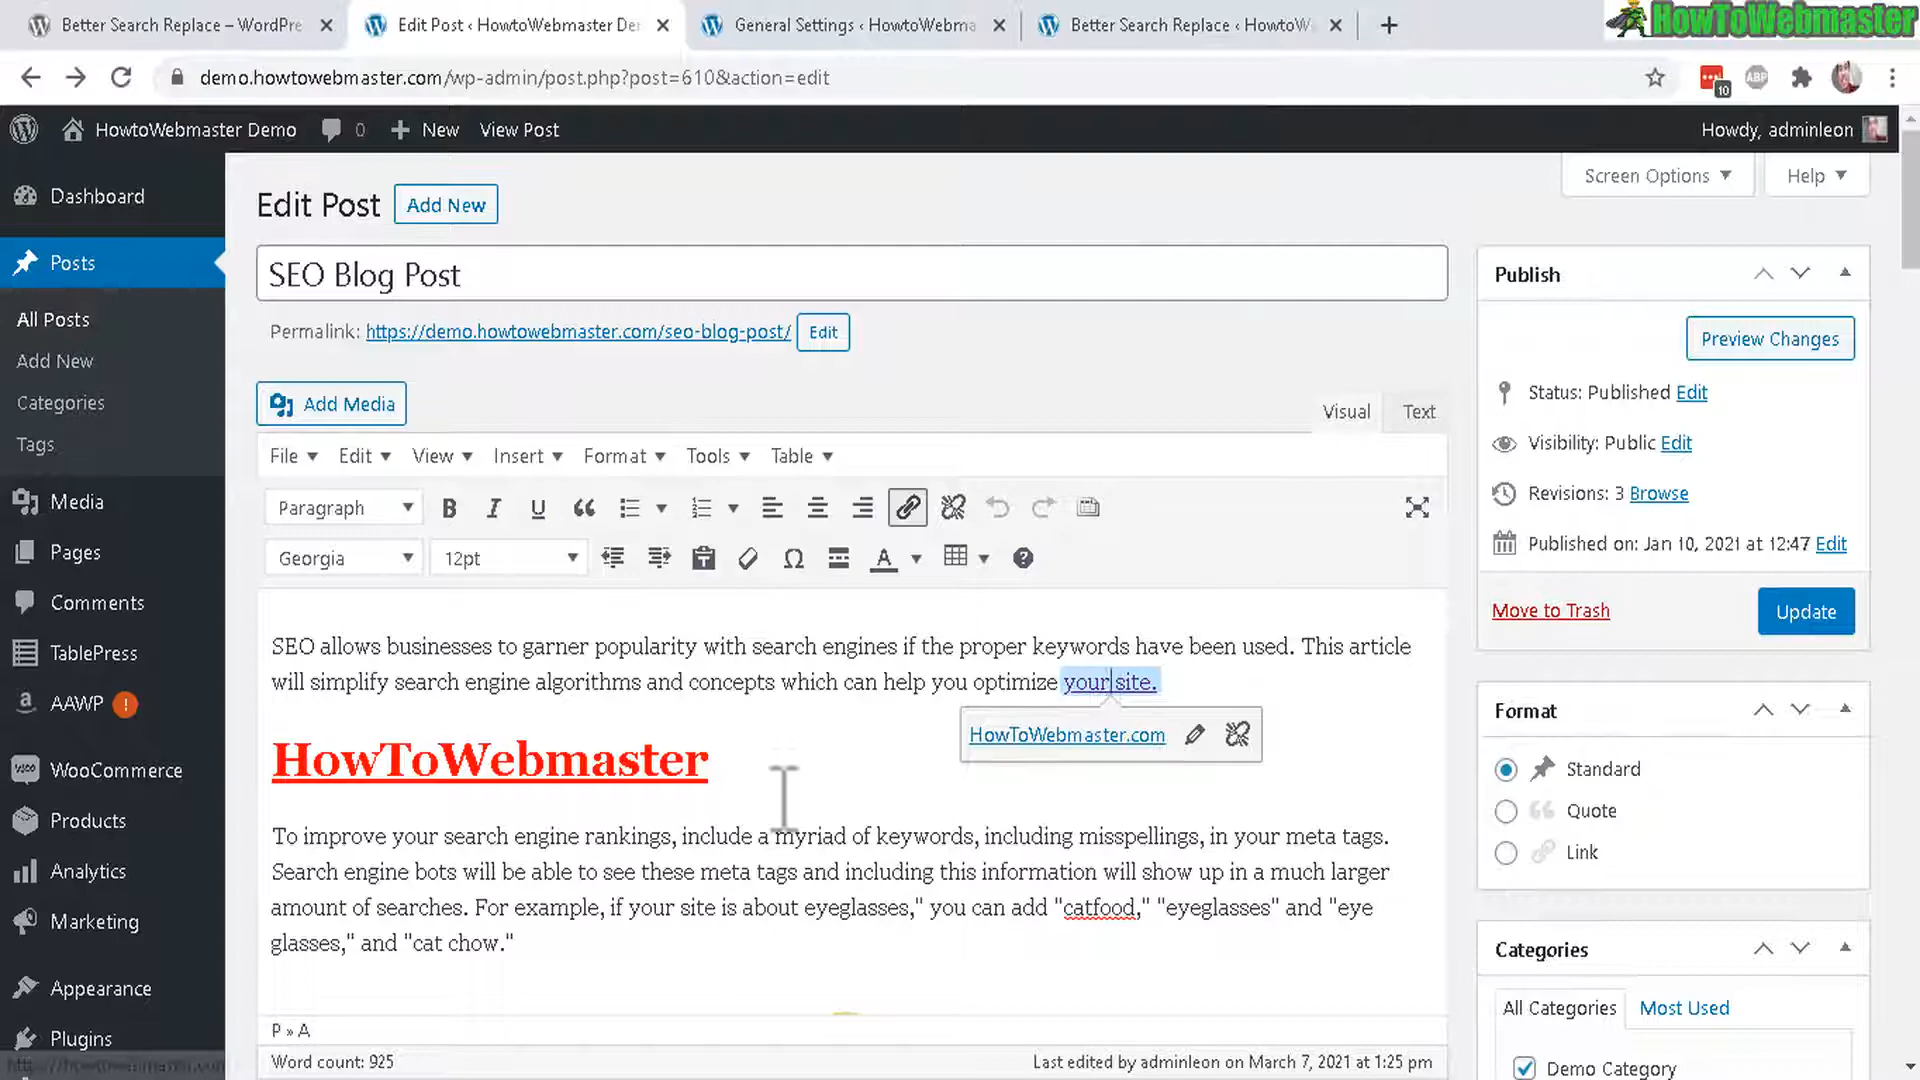 Better Search Replace – WordPre
Edit Post ‹ HowtoWebmaster De
General Settings ‹ HowtoWebma
Better Search Replace ‹ HowtoW
HowToWebmaster
demo.howtowebmaster.com/wp-admin/post.php?post=610&action=edit
10
ABP
HowtoWebmaster Demo
0
New
View Post
Howdy, adminleon
Dashboard
Posts
All Posts
Add New
Categories
Tags
Media
Pages
Comments
TablePress
AAWP
!
WooCommerce
Products
Analytics
Marketing
Appearance
Plugins
Screen Options
Help
Edit Post
Add New
SEO Blog Post
Permalink: https://demo.howtowebmaster.com/seo-blog-post/ Edit
Add Media
Visual
Text
File
Edit
View
Insert
Format
Tools
Table
Paragraph
B
I
U
Georgia
12pt
Ω
A
SEO allows businesses to garner popularity with search engines if the proper keywords have been used. This article
will simplify search engine algorithms and concepts which can help you optimize your site.
HowToWebmaster.com
HowToWebmaster
To improve your search engine rankings, include a myriad of keywords, including misspellings, in your meta tags.
Search engine bots will be able to see these meta tags and including this information will show up in a much larger
amount of searches. For example, if your site is about eyeglasses," you can add "catfood," "eyeglasses" and "eye
glasses," and "cat chow."
P » A
Word count: 925
Last edited by adminleon on March 7, 2021 at 1:25 pm
Publish
Preview Changes
Status: Published Edit
Visibility: Public Edit
Revisions: 3 Browse
Published on: Jan 10, 2021 at 12:47 Edit
Move to Trash
Update
Format
Standard
Quote
Link
Categories
All Categories
Most Used
Demo Category